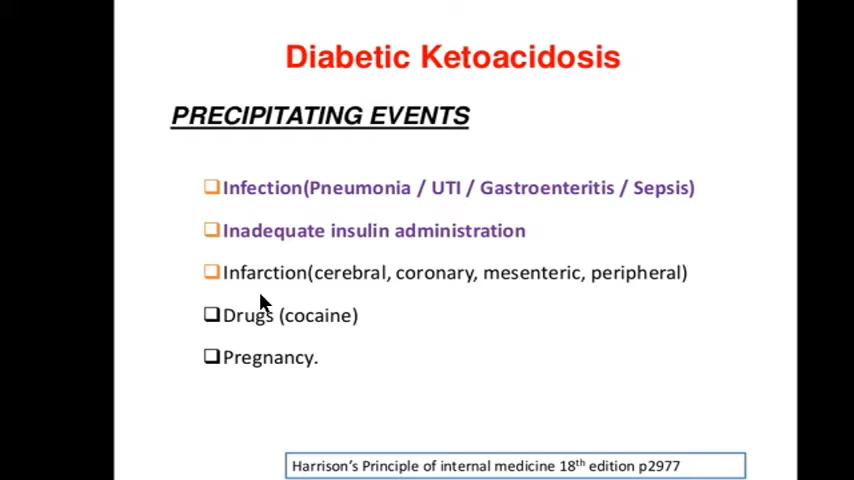 Diabetic Ketoacidosis
PRECIPITATING EVENTS
Infection(Pneumonia / UTI / Gastroenteritis / Sepsis)
Inadequate insulin administration
Infarction(cerebral, coronary, mesenteric, peripheral)
Drugs (cocaine)
Pregnancy.
Harrison's Principle of internal medicine 18th edition p2977